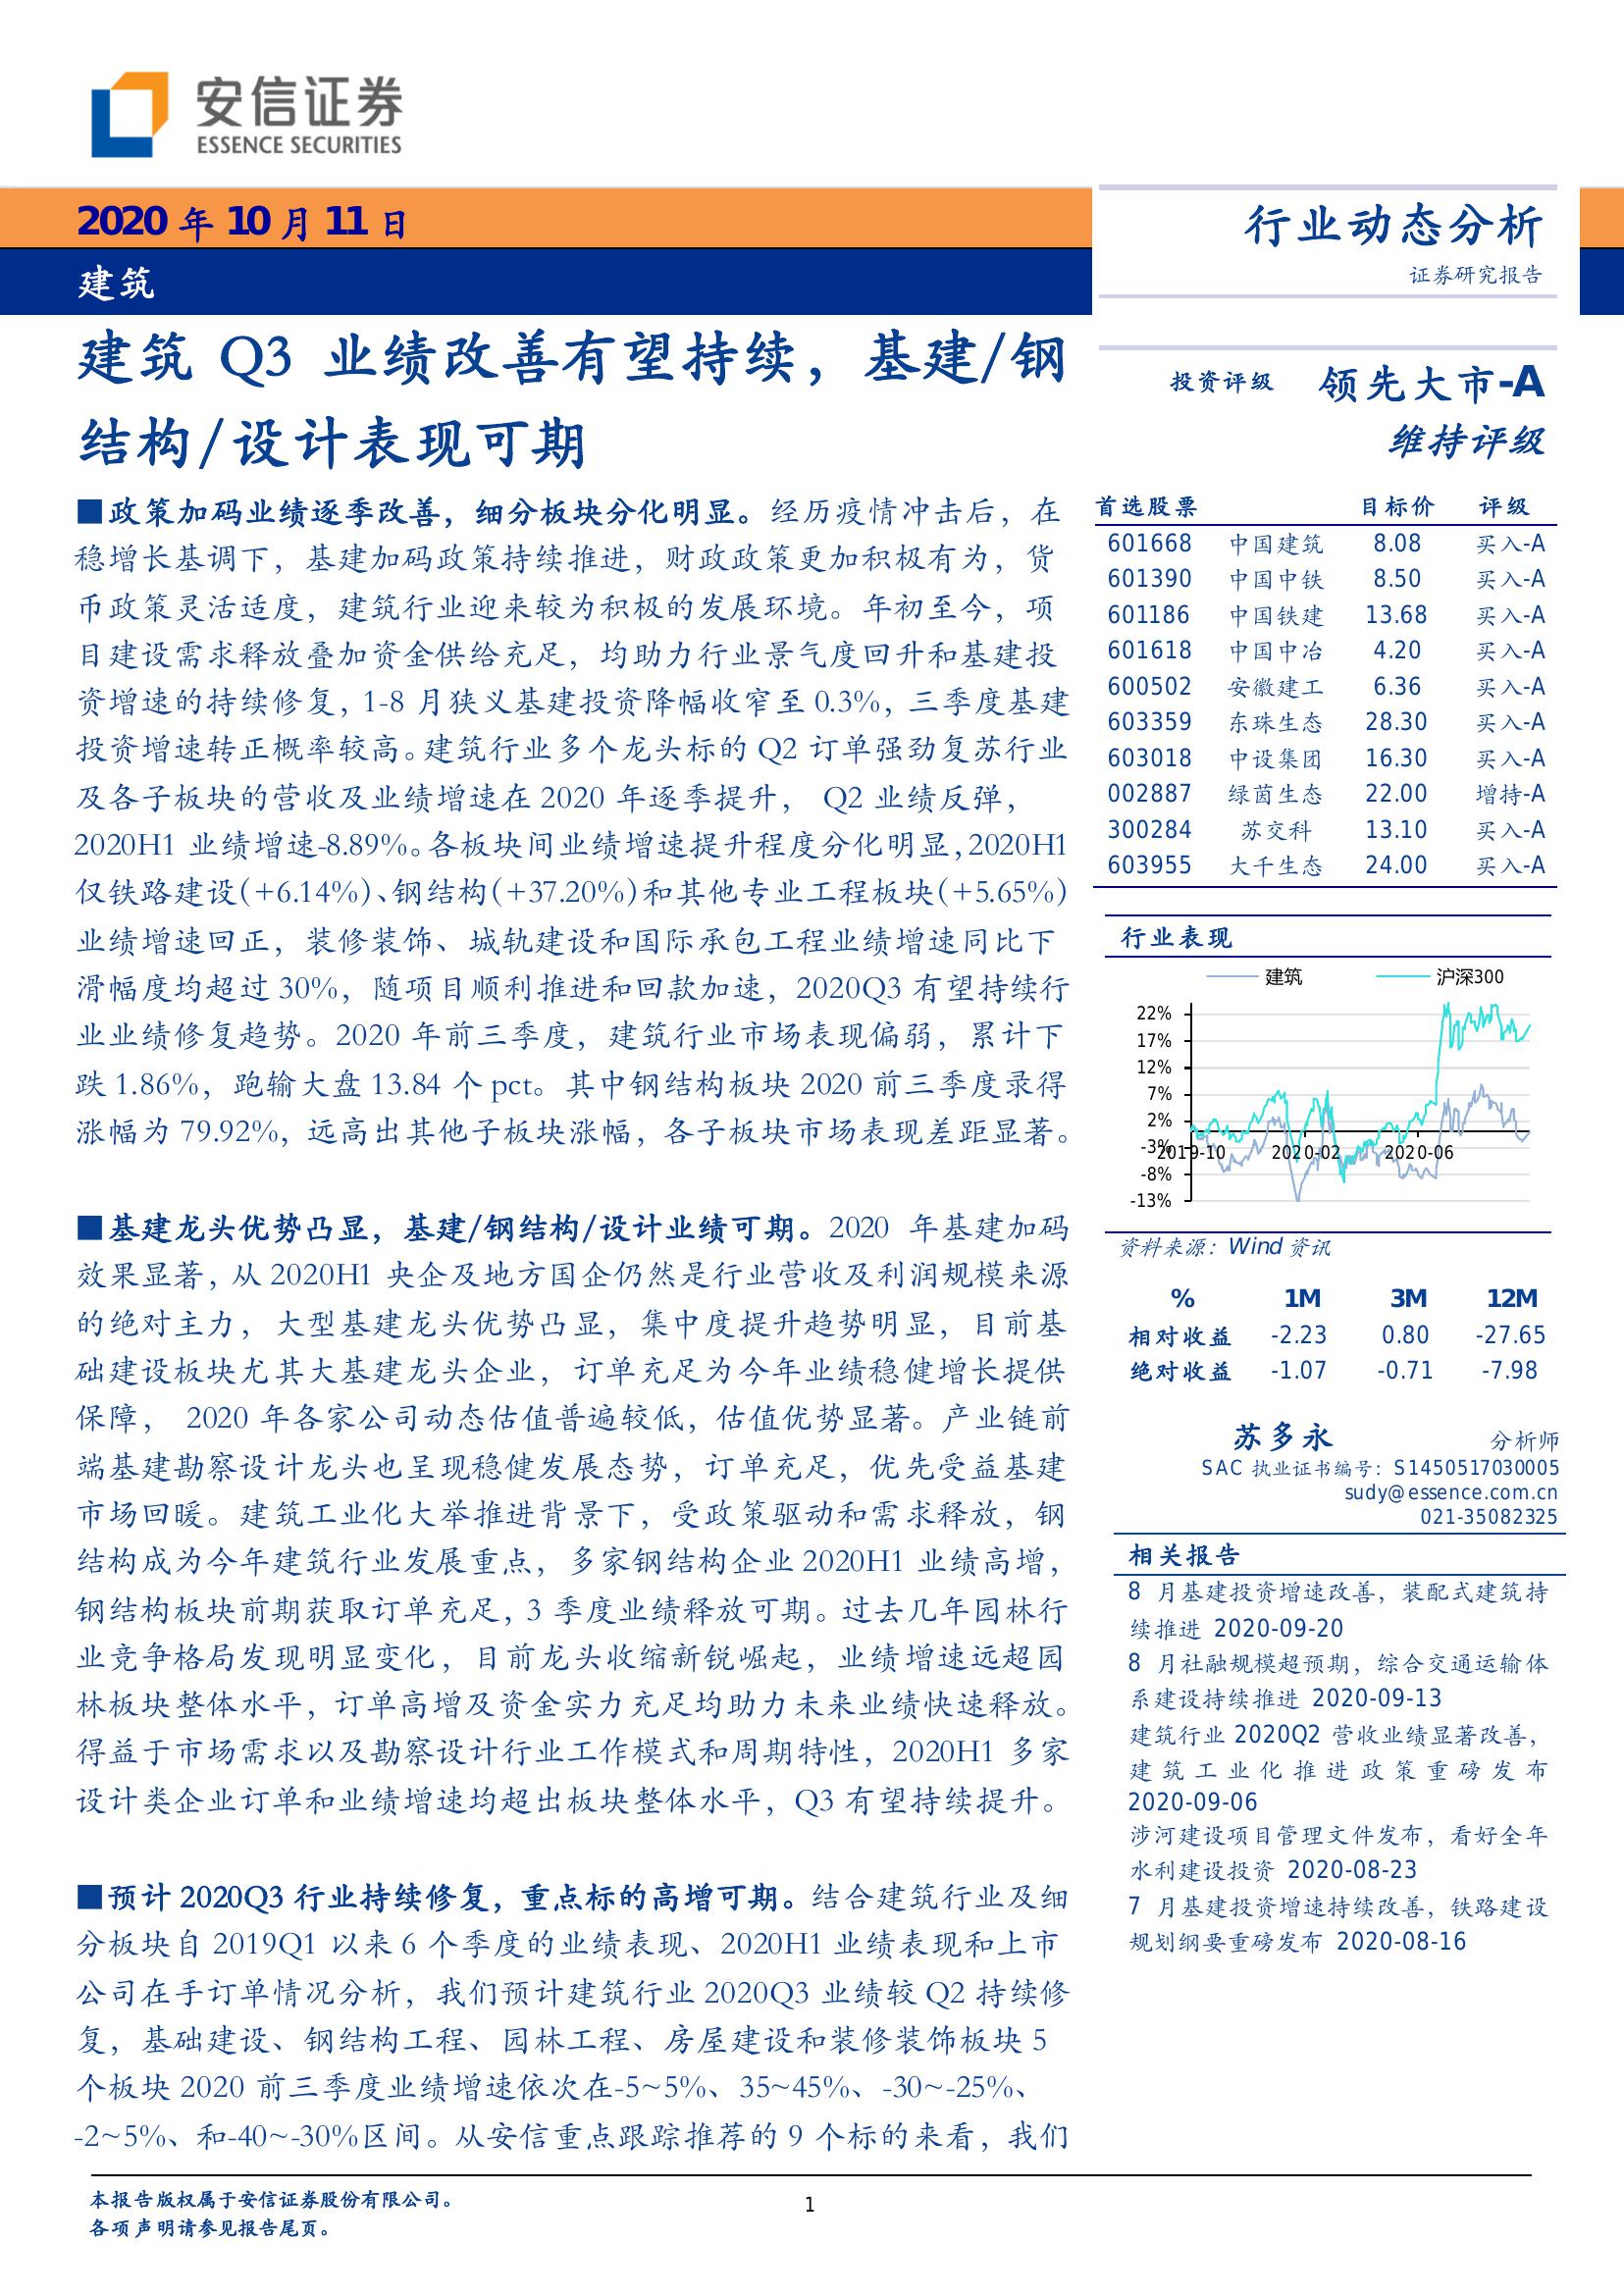 安信证券
ESSENCE SECURITIES
2020 年 10 月 11 日
建筑
行业动态分析
证券研究报告
建筑 Q3 业绩改善有望持续，基建/钢
结构/设计表现可期
■政策加码业绩逐季改善，细分板块分化明显。经历疫情冲击后，在
稳增长基调下，基建加码政策持续推进，财政政策更加积极有为，货
币政策灵活适度，建筑行业迎来较为积极的发展环境。年初至今，项
目建设需求释放叠加资金供给充足，均助力行业景气度回升和基建投
资增速的持续修复，1-8 月狭义基建投资降幅收窄至 0.3%，三季度基建
投资增速转正概率较高。建筑行业多个龙头标的 Q2 订单强劲复苏行业
及各子板块的营收及业绩增速在 2020 年逐季提升， Q2 业绩反弹，
2020H1 业绩增速-8.89%。各板块间业绩增速提升程度分化明显，2020H1
仅铁路建设(+6.14%)、钢结构(+37.20%)和其他专业工程板块(+5.65%)
业绩增速回正，装修装饰、城轨建设和国际承包工程业绩增速同比下
滑幅度均超过 30%，随项目顺利推进和回款加速，2020Q3 有望持续行
业业绩修复趋势。2020 年前三季度，建筑行业市场表现偏弱，累计下
跌 1.86%，跑输大盘 13.84 个 pct。其中钢结构板块 2020 前三季度录得
涨幅为 79.92%，远高出其他子板块涨幅，各子板块市场表现差距显著。
■基建龙头优势凸显，基建/钢结构/设计业绩可期。2020 年基建加码
效果显著，从 2020H1 央企及地方国企仍然是行业营收及利润规模来源
的绝对主力，大型基建龙头优势凸显，集中度提升趋势明显，目前基
础建设板块尤其大基建龙头企业，订单充足为今年业绩稳健增长提供
保障， 2020 年各家公司动态估值普遍较低，估值优势显著。产业链前
端基建勘察设计龙头也呈现稳健发展态势，订单充足，优先受益基建
市场回暖。建筑工业化大举推进背景下，受政策驱动和需求释放，钢
结构成为今年建筑行业发展重点，多家钢结构企业 2020H1 业绩高增，
钢结构板块前期获取订单充足，3 季度业绩释放可期。过去几年园林行
业竞争格局发现明显变化，目前龙头收缩新锐崛起，业绩增速远超园
林板块整体水平，订单高增及资金实力充足均助力未来业绩快速释放。
得益于市场需求以及勘察设计行业工作模式和周期特性，2020H1 多家
设计类企业订单和业绩增速均超出板块整体水平，Q3 有望持续提升。
■预计 2020Q3 行业持续修复，重点标的高增可期。结合建筑行业及细
分板块自 2019Q1 以来 6 个季度的业绩表现、2020H1 业绩表现和上市
公司在手订单情况分析，我们预计建筑行业 2020Q3 业绩较 Q2 持续修
复，基础建设、钢结构工程、园林工程、房屋建设和装修装饰板块 5
个板块 2020 前三季度业绩增速依次在-5~5%、35~45%、-30~-25%、
-2~5%、和-40~-30%区间。从安信重点跟踪推荐的 9 个标的来看，我们
投资评级 领先大市-A
维持评级
首选股票 目标价 评级
601668 中国建筑 8.08 买入-A
601390 中国中铁 8.50 买入-A
601186 中国铁建 13.68 买入-A
601618 中国中冶 4.20 买入-A
600502 安徽建工 6.36 买入-A
603359 东珠生态 28.30 买入-A
603018 中设集团 16.30 买入-A
002887 绿茵生态 22.00 增持-A
300284 苏交科 13.10 买入-A
603955 大千生态 24.00 买入-A
行业表现
建筑 沪深300
22%
17%
12%
7%
2%
-3%
-8%
-13%
2019-10 2020-02 2020-06
资料来源：Wind 资讯
% 1M 3M 12M
相对收益 -2.23 0.80 -27.65
绝对收益 -1.07 -0.71 -7.98
苏多永 分析师
SAC 执业证书编号：S1450517030005
sudy@essence.com.cn
021-35082325
相关报告
8 月基建投资增速改善，装配式建筑持
续推进 2020-09-20
8 月社融规模超预期，综合交通运输体
系建设持续推进 2020-09-13
建筑行业 2020Q2 营收业绩显著改善，
建筑工业化推进政策重磅发布
2020-09-06
涉河建设项目管理文件发布，看好全年
水利建设投资 2020-08-23
7 月基建投资增速持续改善，铁路建设
规划纲要重磅发布 2020-08-16
本报告版权属于安信证券股份有限公司。
各项声明请参见报告尾页。
1